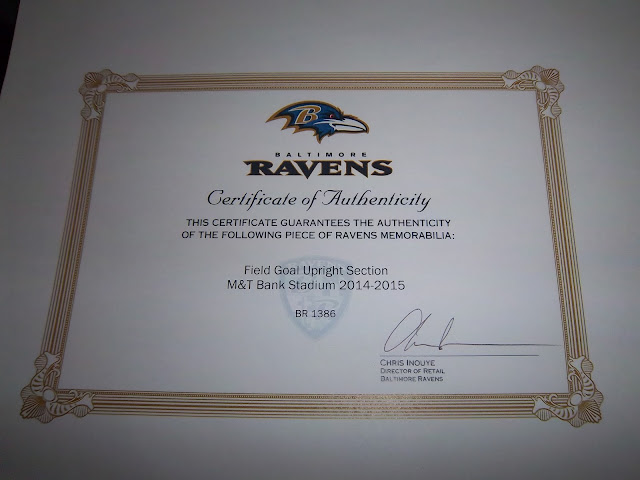 B
BALTIMORE
RAVENS
Certificate of Authenticity
THIS CERTIFICATE GUARANTEES THE AUTHENTICITY
OF THE FOLLOWING PIECE OF RAVENS MEMORABILIA:
Field Goal Upright Section
M&T Bank Stadium 2014-2015
BR 1386
CHRIS INOUYE
DIRECTOR OF RETAIL
BALTIMORE RAVENS